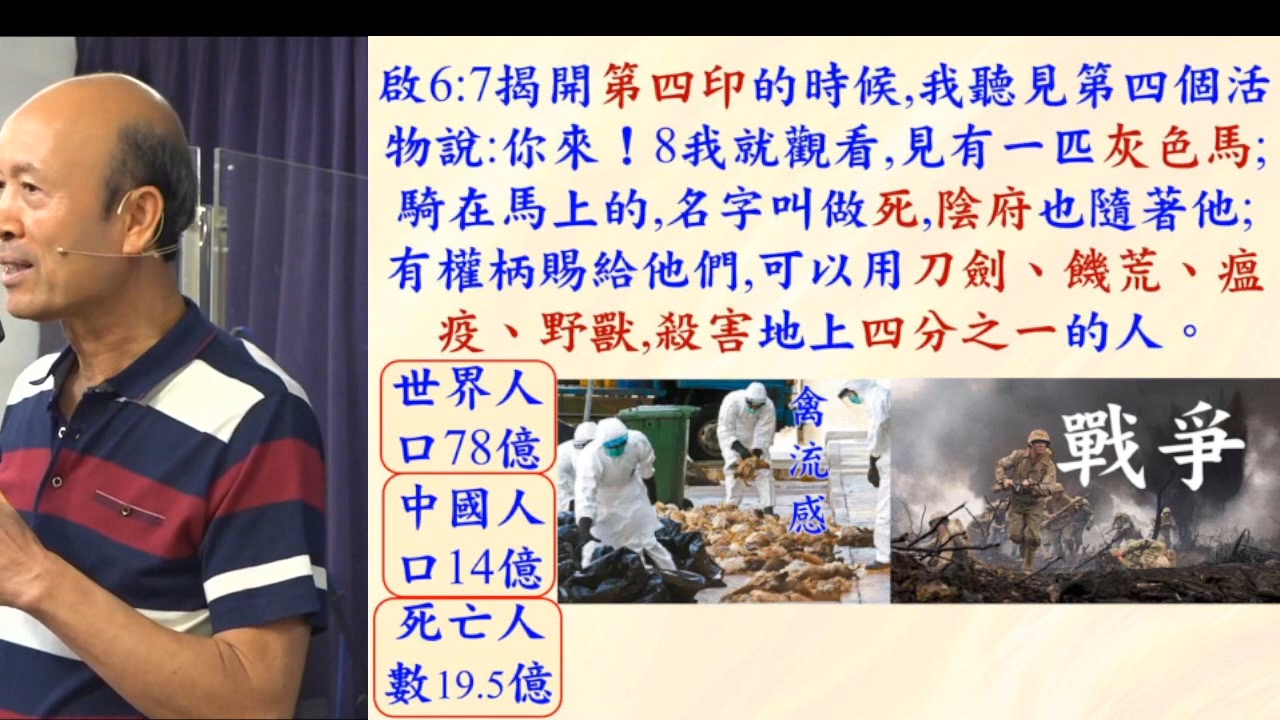 啟6:7揭開第四印的時候,我聽見第四個活
物說:你來！8我就觀看,見有一匹灰色馬;
騎在馬上的,名字叫做死,陰府也隨著他;
有權柄賜給他們,可以用刀劍、饑荒、瘟
疫、野獸,殺害地上四分之一的人。
世界人
口78億
中國人
口14億
死亡人
數19.5億
禽
流
感
戰爭